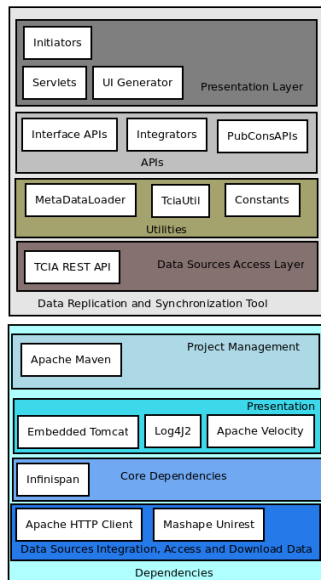 Initiators
Servlets
UI Generator
Presentation Layer
Interface APIs
Integrators
PubConsAPIs
APIs
MetaDataLoader
TciaUtil
Constants
Utilities
TCIA REST API
Data Sources Access Layer
Data Replication and Synchronization Tool
Project Management
Apache Maven
Presentation
Embedded Tomcat
Log4J2
Apache Velocity
Infinispan
Core Dependencies
Apache HTTP Client
Mashape Unirest
Data Sources Integration, Access and Download Data
Dependencies